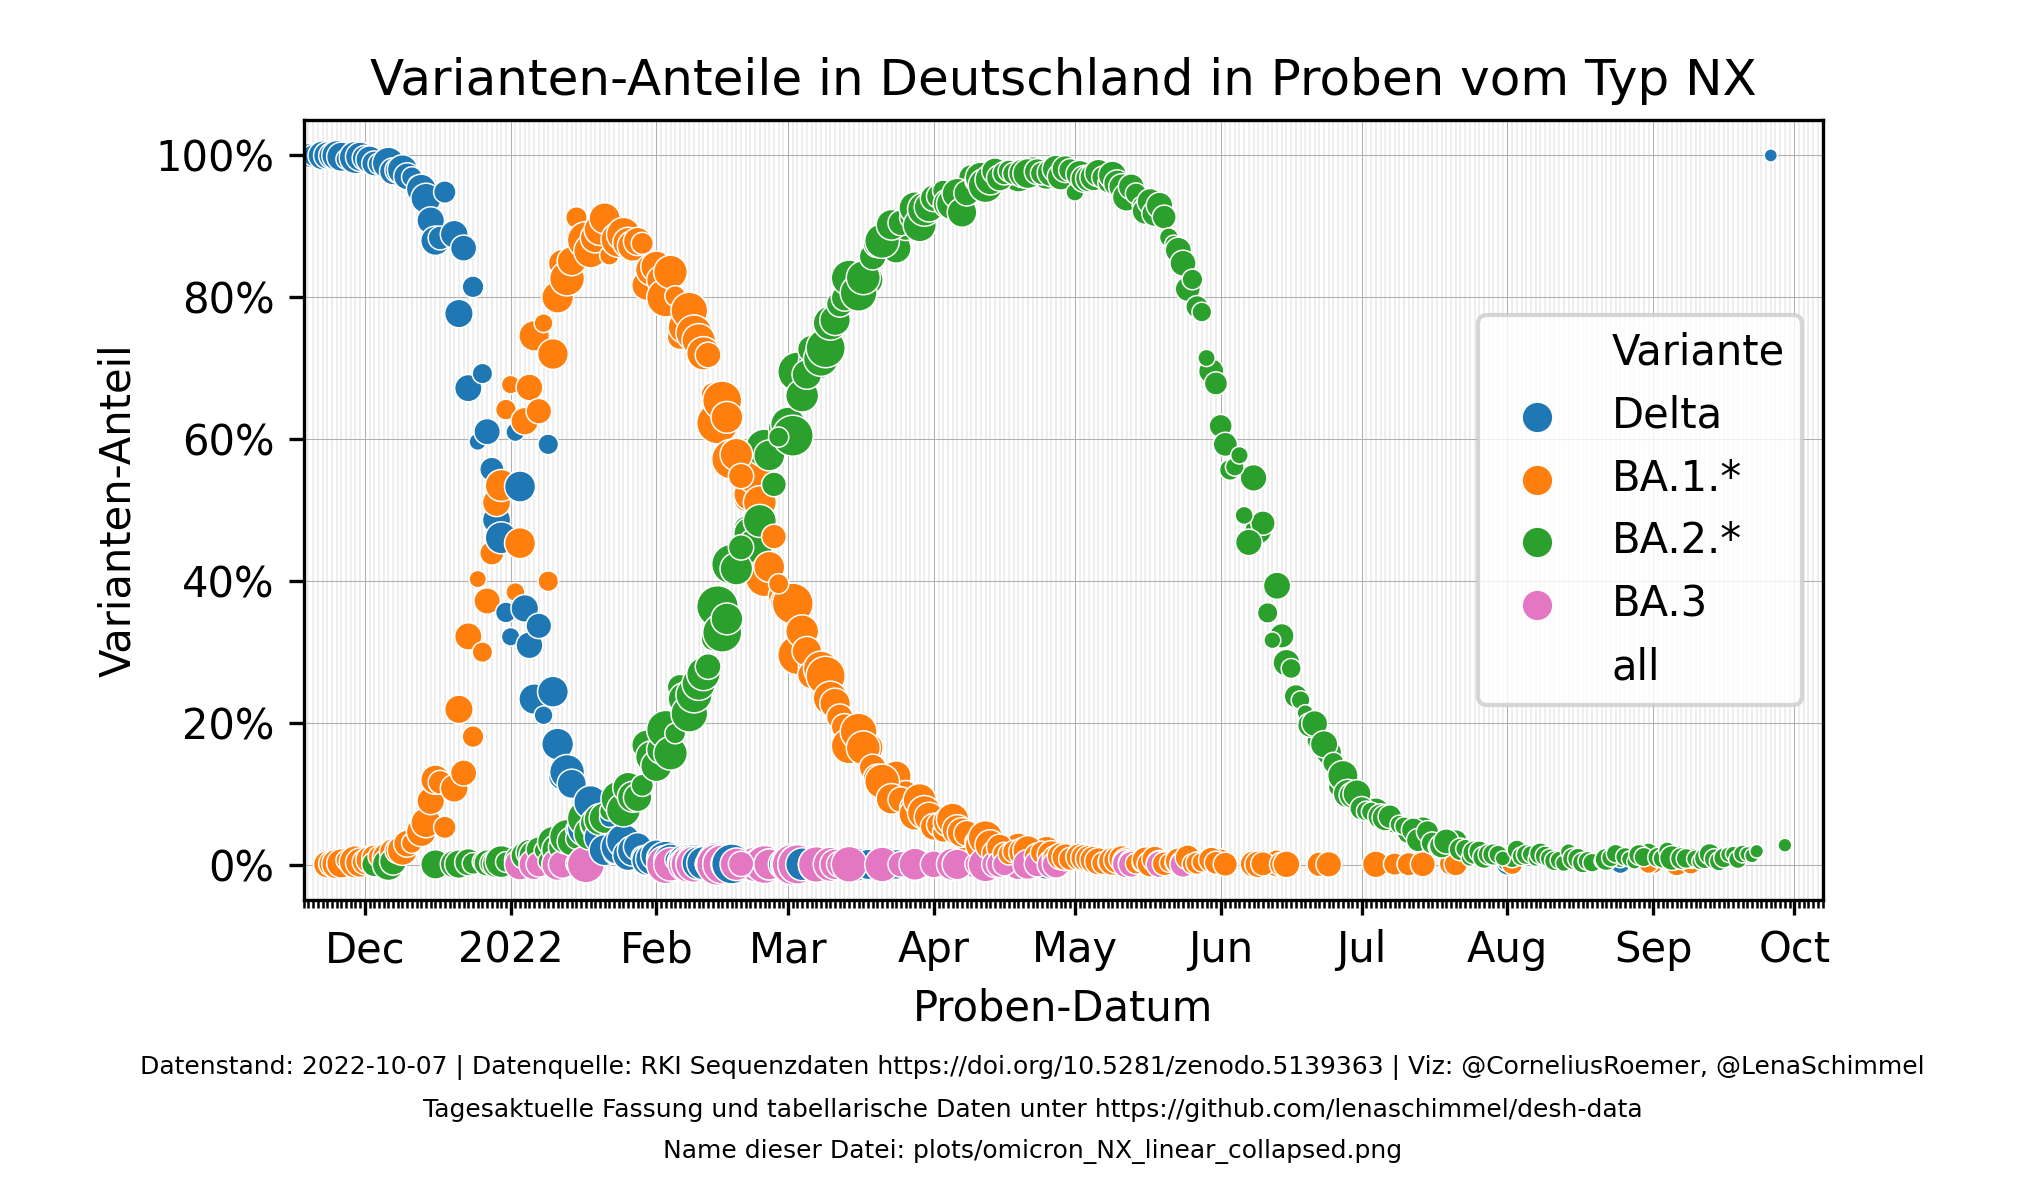 Varianten-Anteile in Deutschland in Proben vom Typ NX
Varianten-Anteil
100%
80%
60%
40%
20%
0%
Variante
Delta
BA.1.*
BA.2.*
BA.3
all
Dec 2022 Feb Mar Apr May Jun Jul Aug Sep Oct
Proben-Datum
Datenstand: 2022-10-07 | Datenquelle: RKI Sequenzdaten https://doi.org/10.5281/zenodo.5139363 | Viz: @CorneliusRoemer, @LenaSchimmel
Tagesaktuelle Fassung und tabellarische Daten unter https://github.com/lenaschimmel/desh-data
Name dieser Datei: plots/omicron_NX_linear_collapsed.png